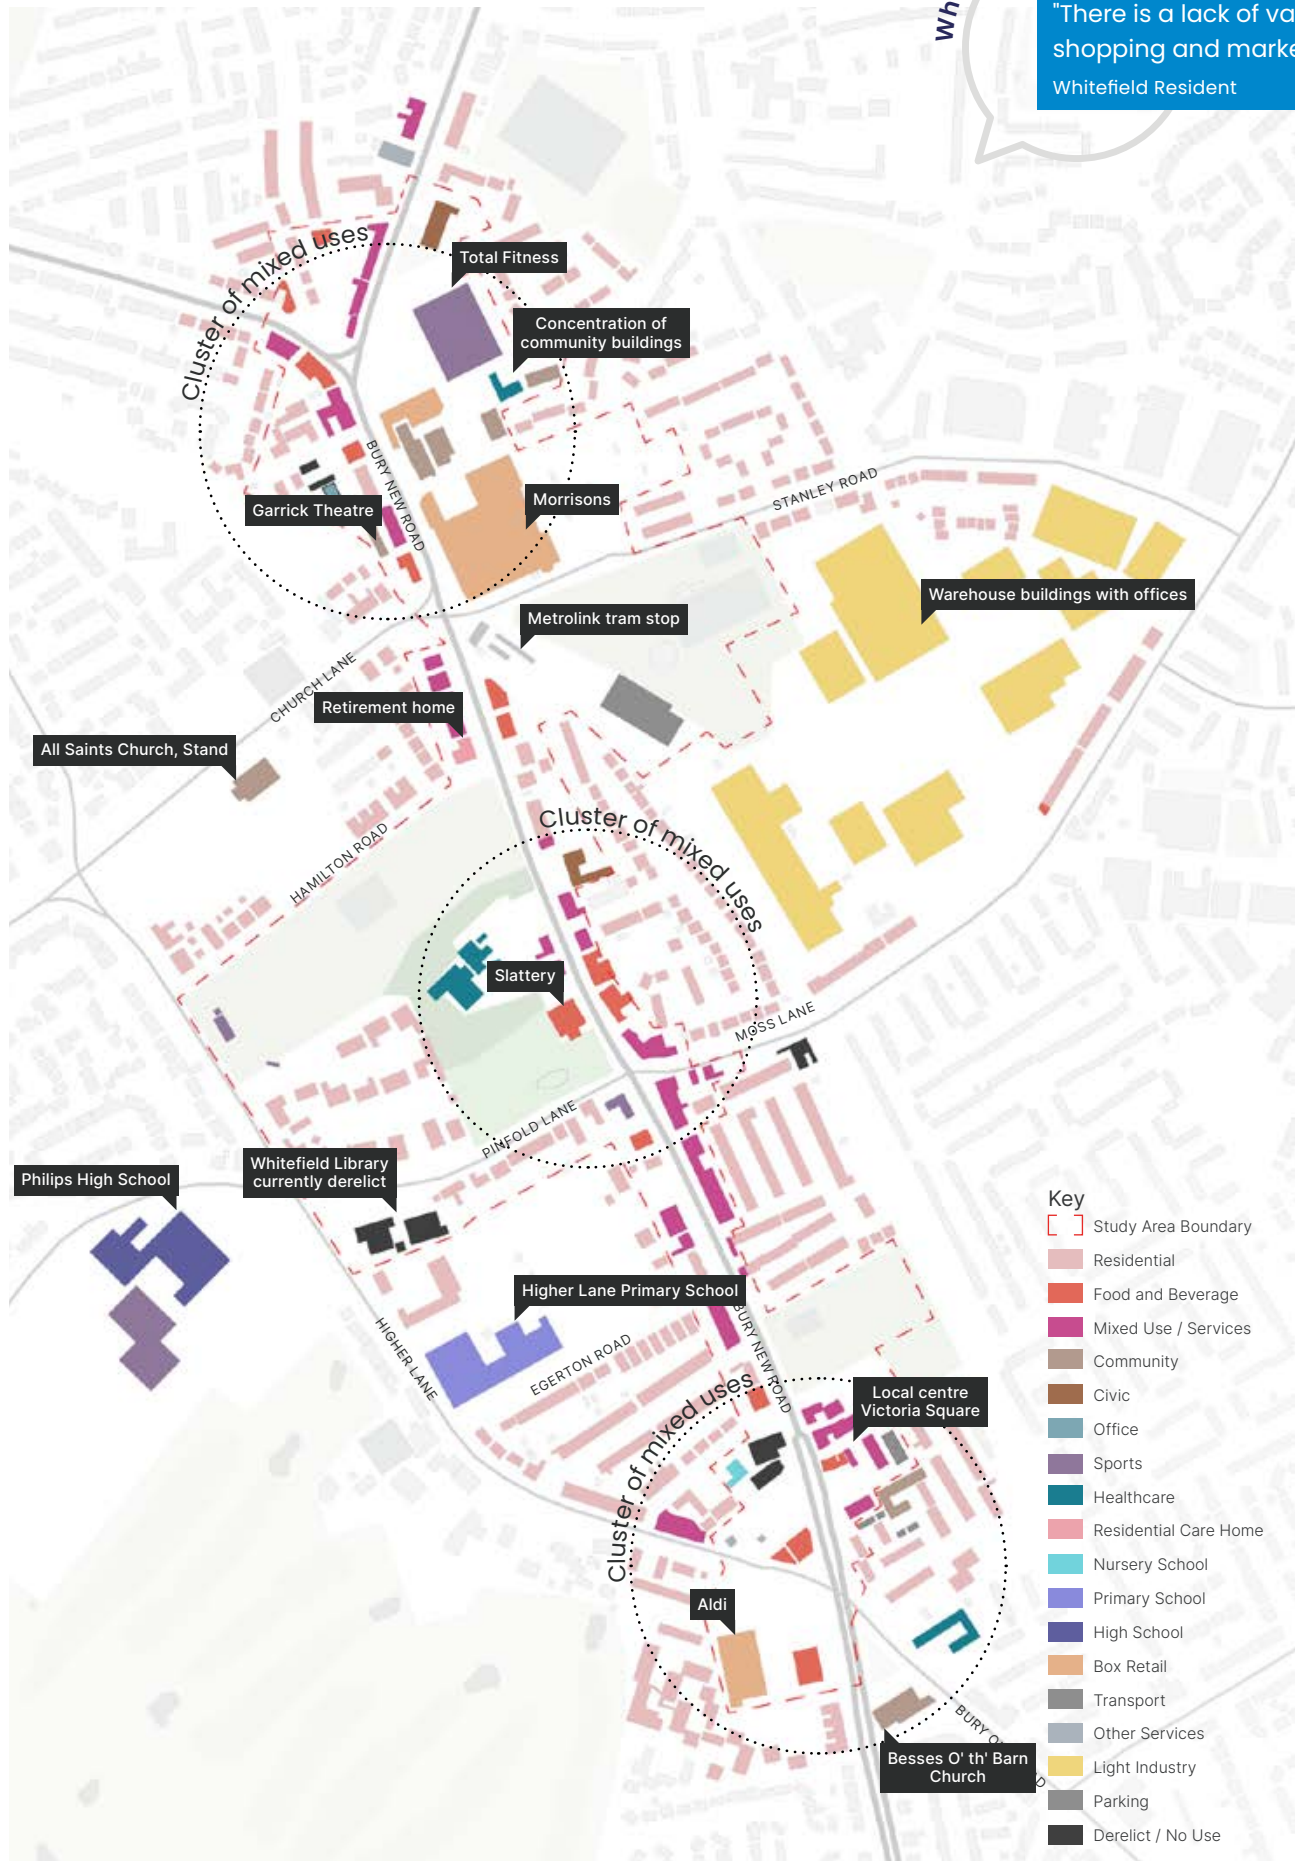 Wh
"There is a lack of va
shopping and marke
Whitefield Resident
Cluster of mixed uses
Total Fitness
Concentration of
community buildings
BURY NEW ROAD
Garrick Theatre
Morrisons
STANLEY ROAD
Warehouse buildings with offices
Metrolink tram stop
CHURCH LANE
Retirement home
All Saints Church, Stand
HAMILTON ROAD
Cluster of mixed uses
Slattery
MOSS LANE
PINFOLD LANE
Whitefield Library
currently derelict
Philips High School
Higher Lane Primary School
HIGHER LANE
EGERTON ROAD
BURY NEW ROAD
Cluster of mixed uses
Local centre
Victoria Square
Aldi
BURY O
D
Besses O' th' Barn
Church
Key
Study Area Boundary
Residential
Food and Beverage
Mixed Use / Services
Community
Civic
Office
Sports
Healthcare
Residential Care Home
Nursery School
Primary School
High School
Box Retail
Transport
Other Services
Light Industry
Parking
Derelict / No Use